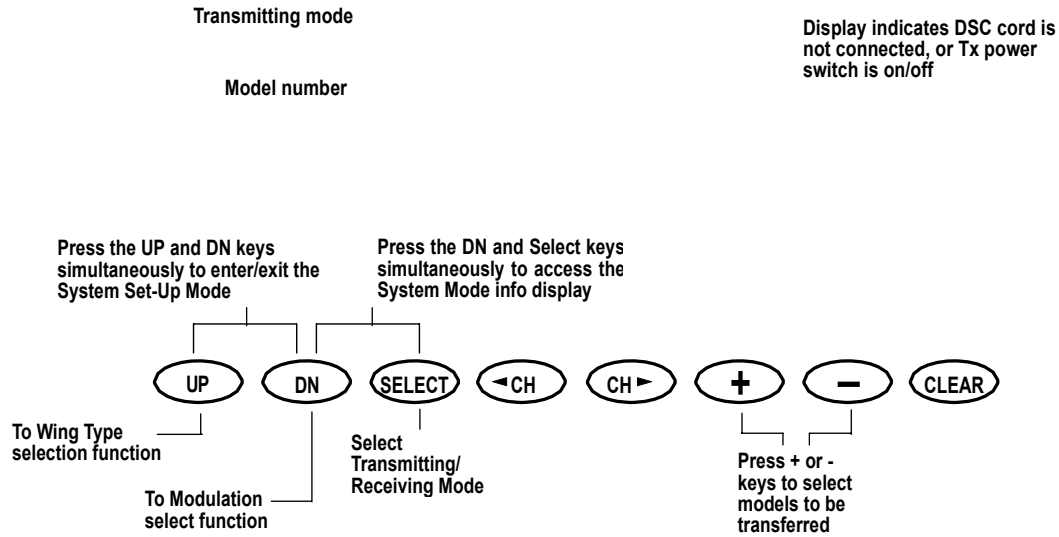 Transmitting mode
Display indicates DSC cord is
not connected, or Tx power
switch is on/off
Model number
Press the UP and DN keys
simultaneously to enter/exit the
System Set-Up Mode
Press the DN and Select keys
simultaneously to access the
System Mode info display
UP
DN
SELECT
◄CH
CH►
+
−
CLEAR
To Wing Type
selection function
To Modulation
select function
Select
Transmitting/
Receiving Mode
Press + or -
keys to select
models to be
transferred